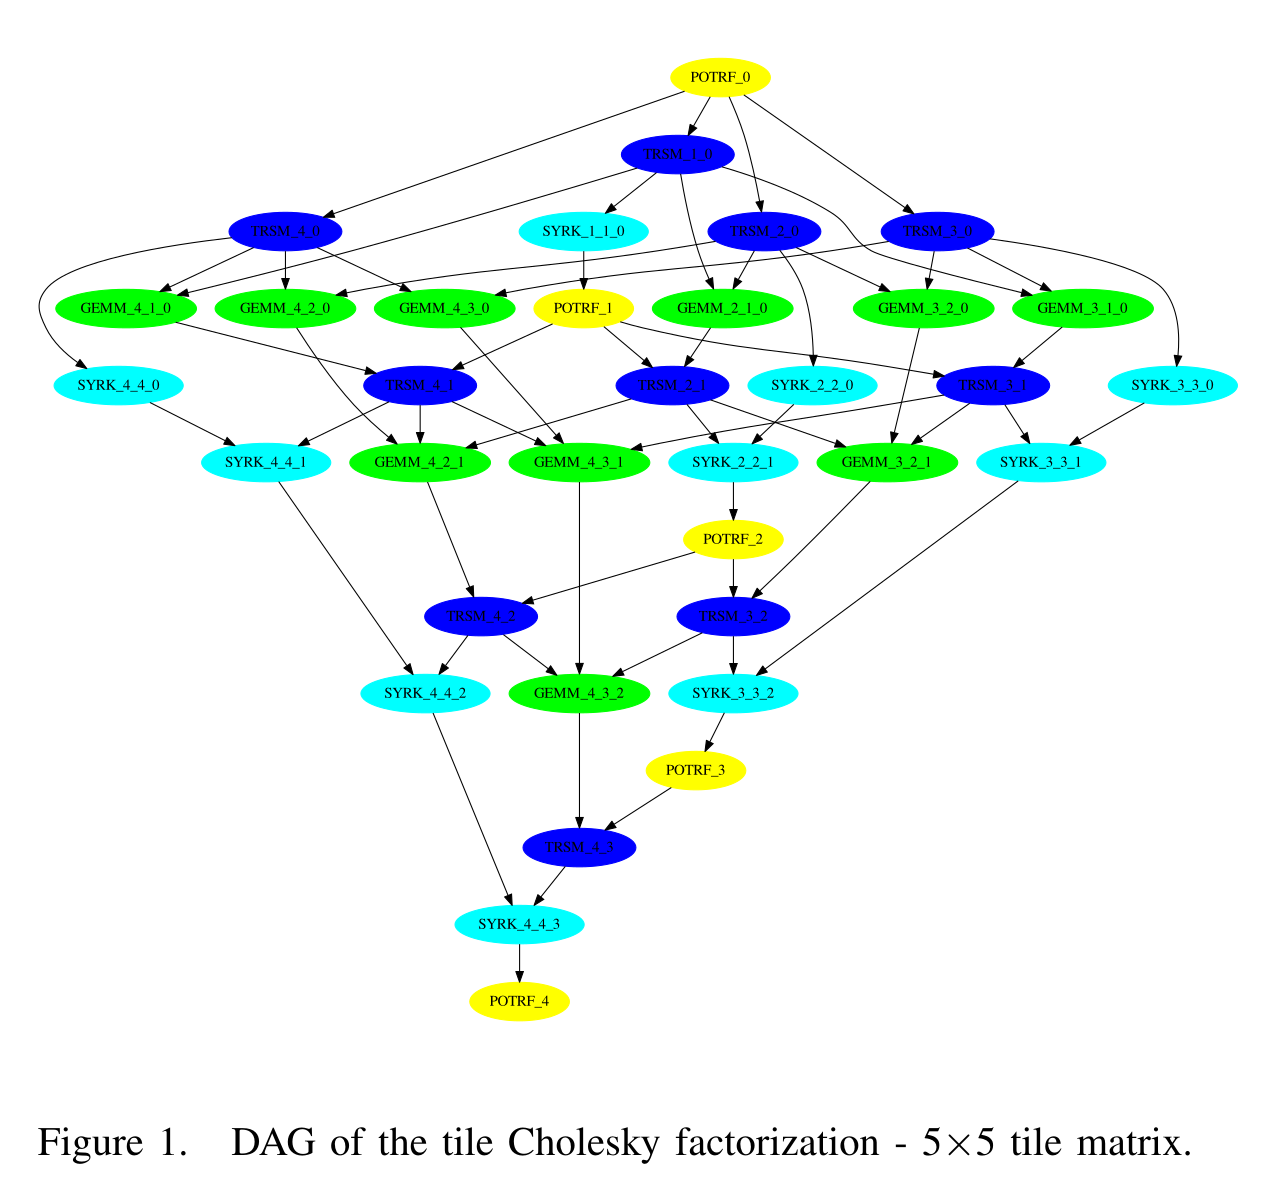 POTRF_0
TRSM_1_0
TRSM_4_0 SYRK_1_1_0 TRSM_2_0 TRSM_3_0
GEMM_4_1_0 GEMM_4_2_0 GEMM_4_3_0 POTRF_1 GEMM_2_1_0 GEMM_3_2_0 GEMM_3_1_0
SYRK_4_4_0 TRSM_4_1 TRSM_2_1 SYRK_2_2_0 TRSM_3_1 SYRK_3_3_0
SYRK_4_4_1 GEMM_4_2_1 GEMM_4_3_1 SYRK_2_2_1 GEMM_3_2_1 SYRK_3_3_1
POTRF_2
TRSM_4_2 TRSM_3_2
SYRK_4_4_2 GEMM_4_3_2 SYRK_3_3_2
POTRF_3
TRSM_4_3
SYRK_4_4_3
POTRF_4
Figure 1. DAG of the tile Cholesky factorization - 5×5 tile matrix.